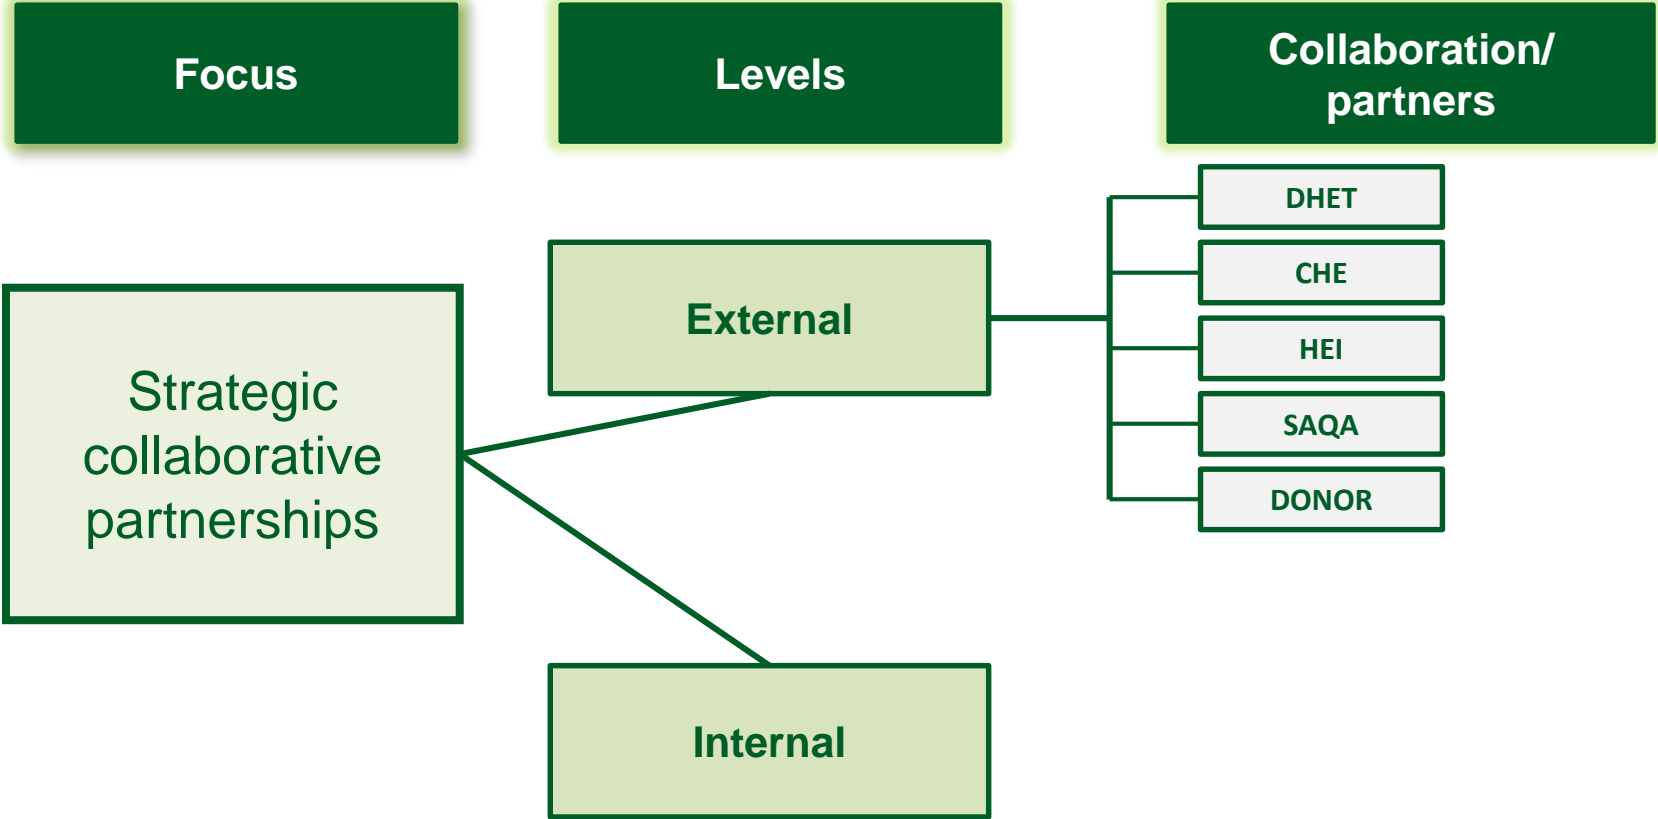 Focus
Levels
Collaboration/
partners
Strategic
collaborative
partnerships
External
Internal
DHET
CHE
HEI
SAQA
DONOR